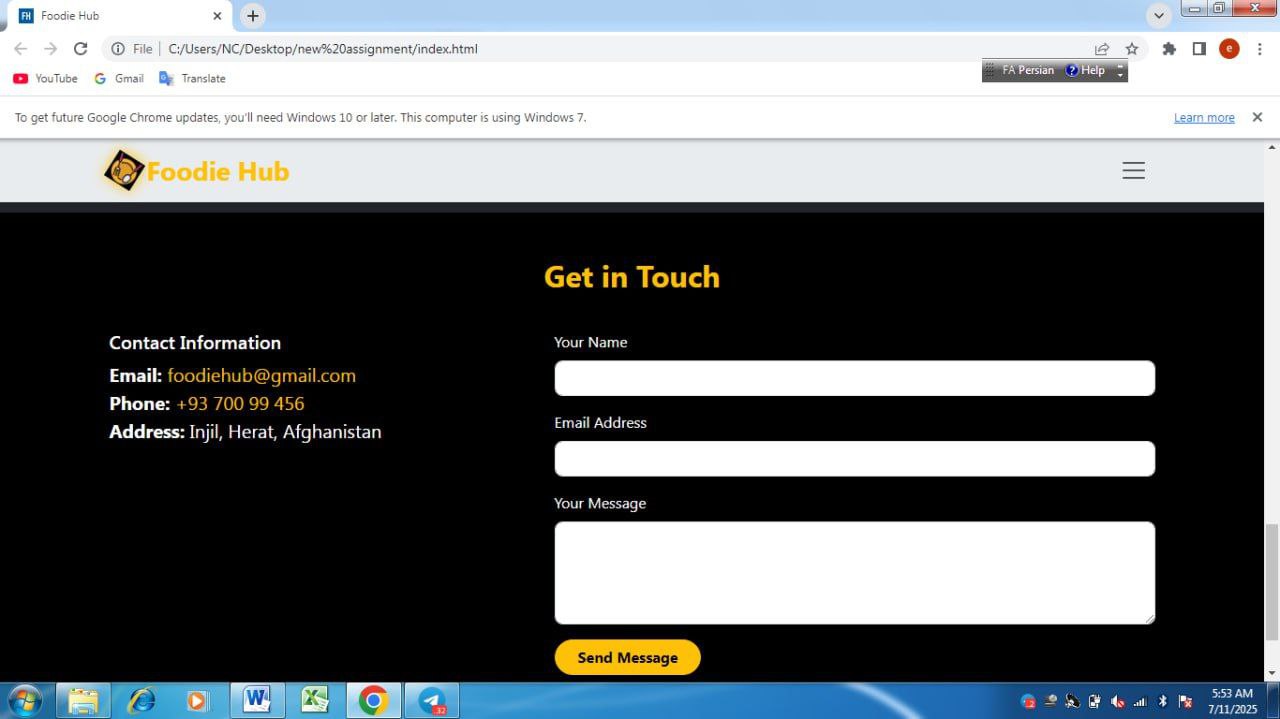 FH Foodie Hub
File C:/Users/NC/Desktop/new%20assignment/index.html e
YouTube Gmail Translate
FA Persian Help
To get future Google Chrome updates, you'll need Windows 10 or later. This computer is using Windows 7. Learn more
Foodie Hub
Get in Touch
Contact Information
Email: foodiehub@gmail.com
Phone: +93 700 99 456
Address: Injil, Herat, Afghanistan
Your Name
Email Address
Your Message
Send Message
32
5:53 AM
7/11/2025